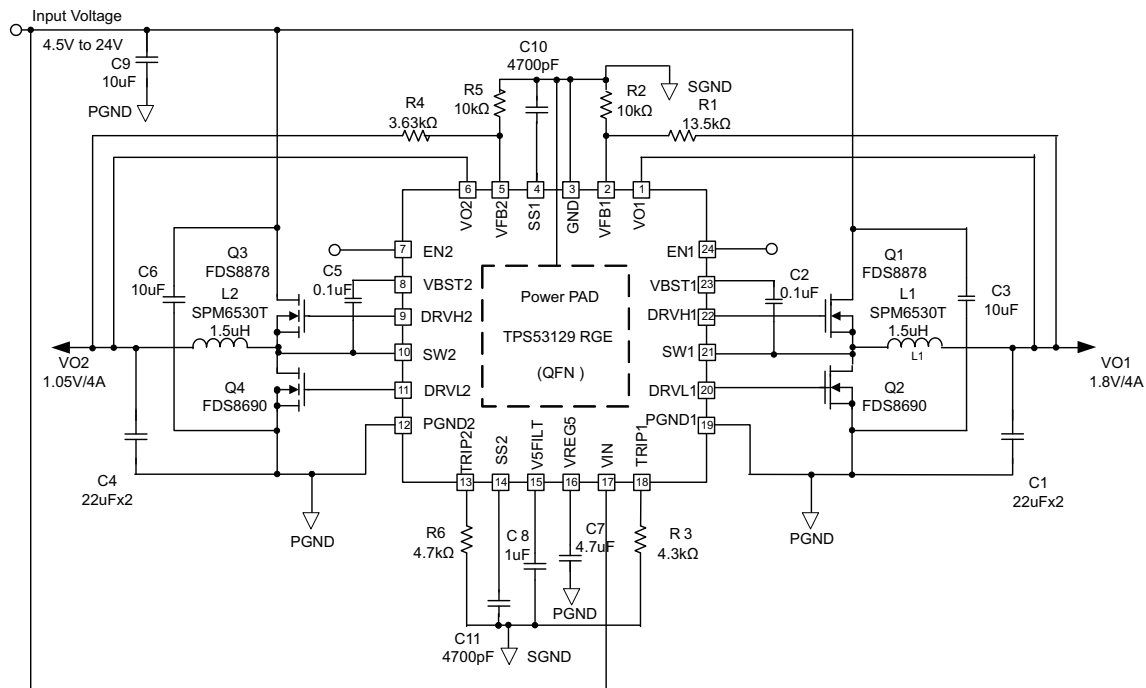 Input Voltage
4.5V to 24V
C9
10uF
PGND
C10
4700pF
SGND
R5
10kΩ
R2
10kΩ
R4
3.63kΩ
R1
13.5kΩ
6
5
4
3
2
1
VO2
VFB2
SS1
GND
VFB1
VO1
7
EN2
EN1
24
8
VBST2
VBST1
23
9
DRVH2
DRVH1
22
10
SW2
SW1
21
11
DRVL2
DRVL1
20
12
PGND2
PGND1
19
Power PAD
TPS53129 RGE
(QFN )
Q3
FDS8878
L2
SPM6530T
1.5uH
C6
10uF
C5
0.1uF
VO2
1.05V/4A
Q4
FDS8690
C4
22uFx2
PGND
Q1
FDS8878
L1
SPM6530T
1.5uH
L1
C2
0.1uF
C3
10uF
VO1
1.8V/4A
Q2
FDS8690
C1
22uFx2
PGND
TRIP2
SS2
V5FILT
VREG5
VIN
TRIP1
13
14
15
16
17
18
R6
4.7kΩ
C 8
1uF
C7
4.7uF
R 3
4.3kΩ
PGND
C11
4700pF
SGND